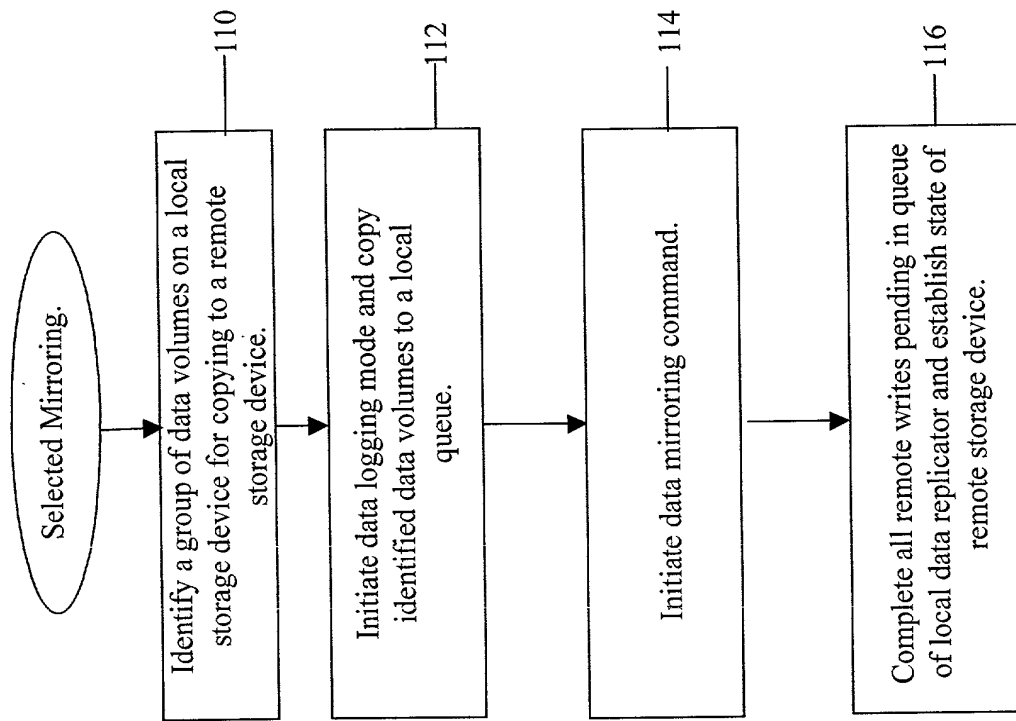 Selected Mirroring.
Identify a group of data volumes on a local
storage device for copying to a remote
storage device.
110
Initiate data logging mode and copy
identified data volumes to a local
queue.
112
Initiate data mirroring command.
114
Complete all remote writes pending in queue
of local data replicator and establish state of
remote storage device.
116